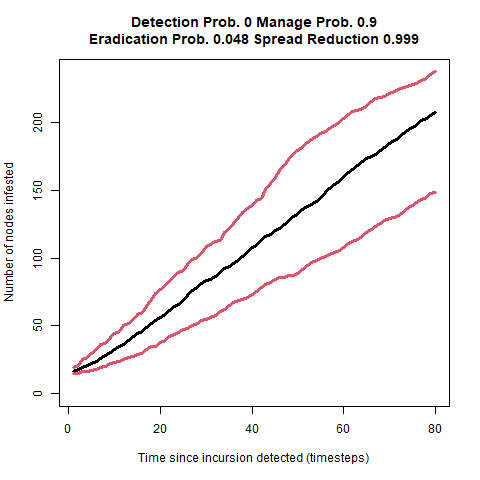 Detection Prob. 0 Manage Prob. 0.9
Eradication Prob. 0.048 Spread Reduction 0.999
Number of nodes infested
200
150
100
50
0
0 20 40 60 80
Time since incursion detected (timesteps)